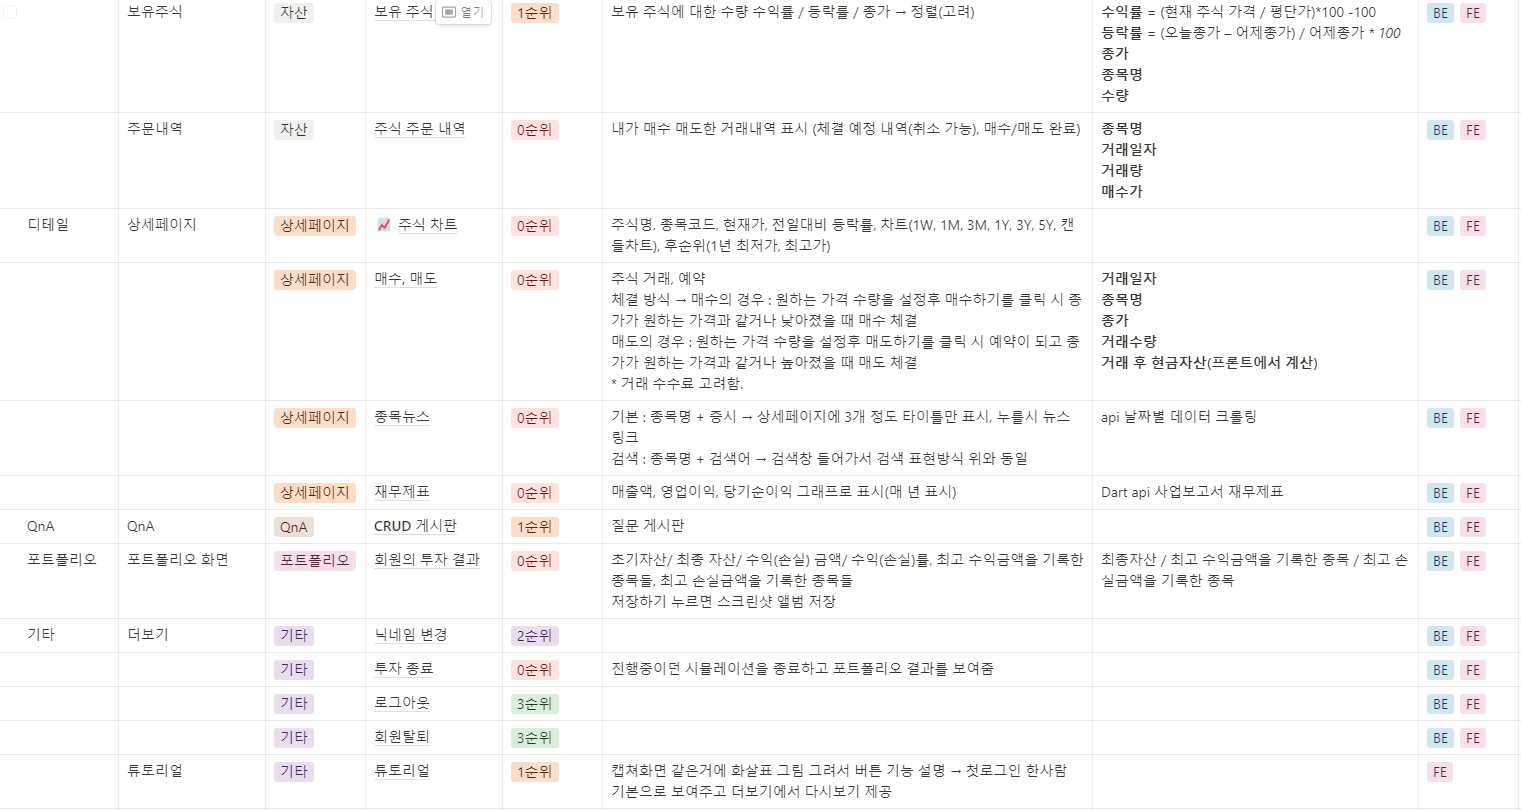 보유주식 자산 보유 주식 열기 1순위 보유 주식에 대한 수량 수익률 / 등락률 / 종가 → 정렬(고려) 수익률 = (현재 주식 가격 / 평단가)*100 -100 BE FE
등락률 = (오늘종가 – 어제종가) / 어제종가 * 100
종가
종목명
수량
주문내역 자산 주식 주문 내역 0순위 내가 매수 매도한 거래내역 표시 (체결 예정 내역(취소 가능), 매수/매도 완료) 종목명 BE FE
거래일자
거래량
매수가
디테일 상세페이지 상세페이지 📈 주식 차트 0순위 주식명, 종목코드, 현재가, 전일대비 등락률, 차트(1W, 1M, 3M, 1Y, 3Y, 5Y, 캔 BE FE
들차트), 후순위(1년 최저가, 최고가)
상세페이지 매수, 매도 0순위 주식 거래, 예약 거래일자 BE FE
체결 방식 → 매수의 경우 : 원하는 가격 수량을 설정후 매수하기를 클릭 시 종 종목명
가가 원하는 가격과 같거나 낮아졌을 때 매수 체결 종가
매도의 경우 : 원하는 가격 수량을 설정후 매도하기를 클릭 시 예약이 되고 종 거래수량
가가 원하는 가격과 같거나 높아졌을 때 매도 체결 거래 후 현금자산(프론트에서 계산)
* 거래 수수료 고려함.
상세페이지 종목뉴스 0순위 기본 : 종목명 + 증시 → 상세페이지에 3개 정도 타이틀만 표시, 누를시 뉴스 api 날짜별 데이터 크롤링 BE FE
링크
검색 : 종목명 + 검색어 → 검색창 들어가서 검색 표현방식 위와 동일
상세페이지 재무제표 0순위 매출액, 영업이익, 당기순이익 그래프로 표시(매 년 표시) Dart api 사업보고서 재무제표 BE FE
QnA QnA QnA CRUD 게시판 1순위 질문 게시판 BE FE
포트폴리오 포트폴리오 화면 포트폴리오 회원의 투자 결과 0순위 초기자산/ 최종 자산/ 수익(손실) 금액/ 수익(손실)률, 최고 수익금액을 기록한 최종자산 / 최고 수익금액을 기록한 종목 / 최고 손 BE FE
종목들, 최고 손실금액을 기록한 종목들 실금액을 기록한 종목
저장하기 누르면 스크린샷 앨범 저장
기타 더보기 기타 닉네임 변경 2순위 BE FE
기타 투자 종료 0순위 진행중이던 시뮬레이션을 종료하고 포트폴리오 결과를 보여줌 BE FE
기타 로그아웃 3순위 BE FE
기타 회원탈퇴 3순위 BE FE
튜토리얼 기타 튜토리얼 1순위 캡쳐화면 같은거에 화살표 그림 그려서 버튼 기능 설명 → 첫로그인 한사람 FE
기본으로 보여주고 더보기에서 다시보기 제공